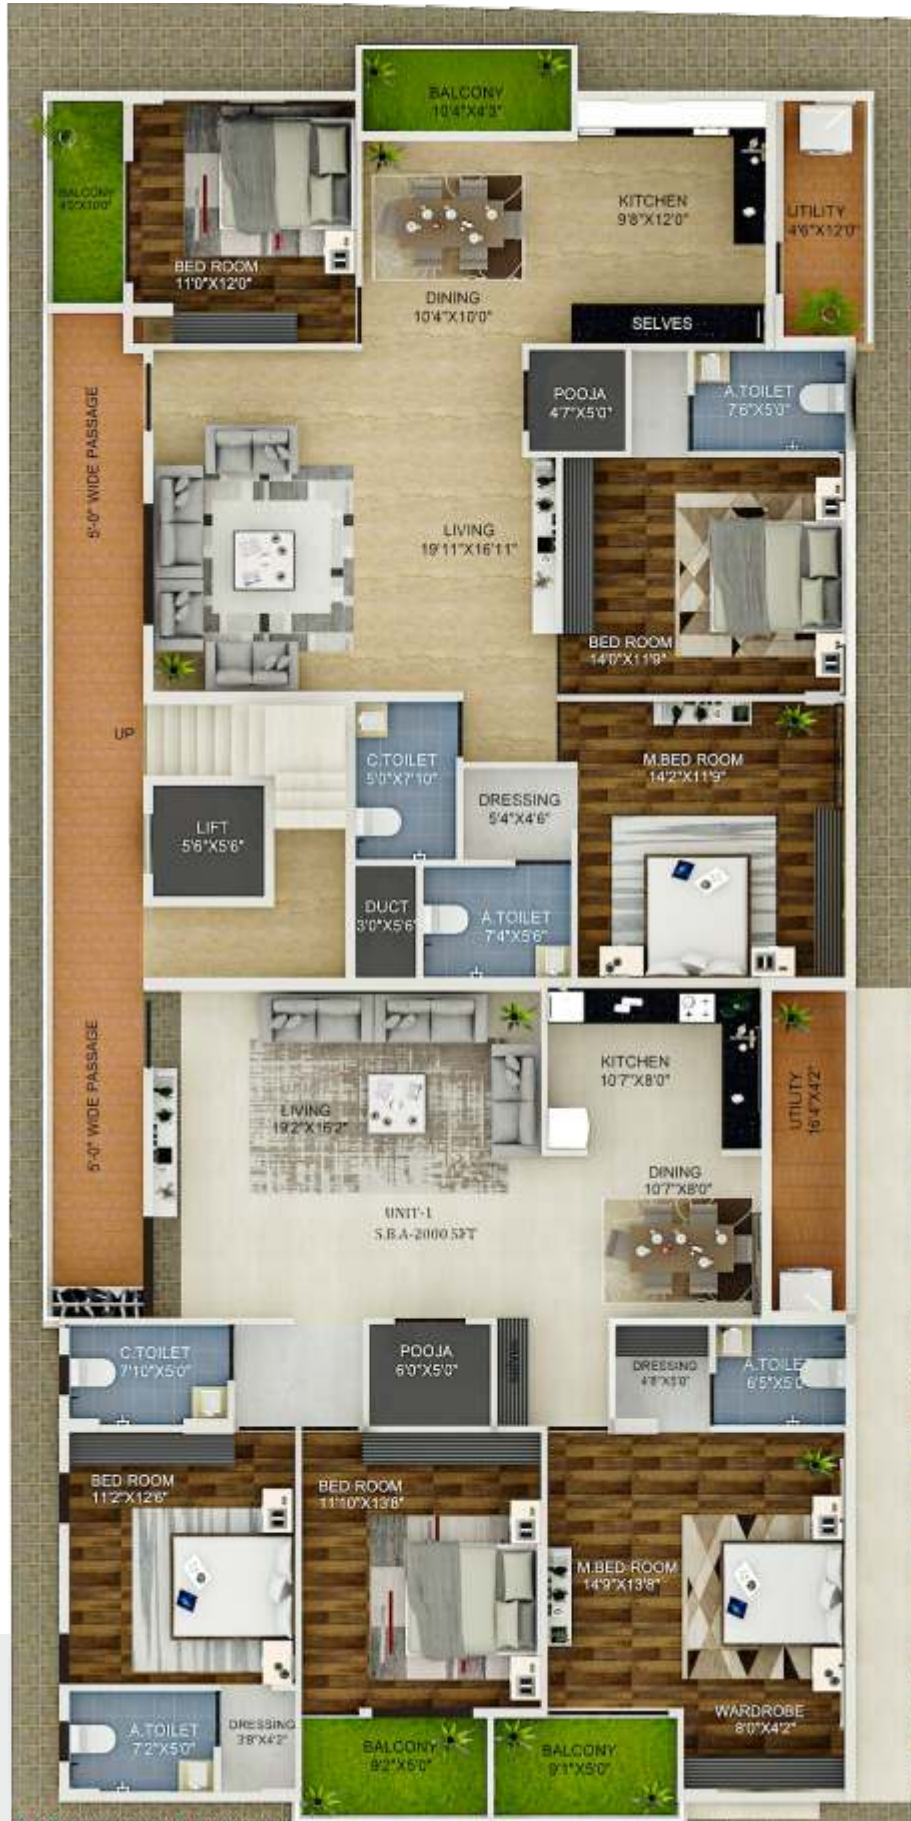 BALCONY
10'4"X4'3"
BALCONY
BED ROOM
11'0"X12'0"
KITCHEN
9'8"X12'0"
UTILITY
4'6"X12'0"
DINING
10'4"X10'0"
SELVES
5'-0" WIDE PASSAGE
POOJA
4'7"X5'0"
A.TOILET
7'6"X5'0"
LIVING
19'11"X16'11"
BED ROOM
14'0"X11'9"
UP
C.TOILET
5'0"X7'10"
M.BED ROOM
14'2"X11'9"
DRESSING
5'4"X4'6"
LIFT
5'6"X5'6"
DUCT
3'0"X5'6"
A.TOILET
7'4"X5'6"
5'-0" WIDE PASSAGE
KITCHEN
10'7"X8'0"
LIVING
19'2"X16'2"
UTILITY
16'4"X4'2"
DINING
10'7"X8'0"
UNIT-1
S.B.A-2000 SFT
C.TOILET
7'10"X5'0"
POOJA
6'0"X5'0"
DRESSING
4'8"X5'0"
A.TOILET
6'5"X5'0
BED ROOM
11'2"X12'6"
BED ROOM
11'10"X13'8"
M.BED ROOM
14'9"X13'8"
WARDROBE
8'0"X4'2"
A.TOILET
7'2"X5'0"
DRESSING
3'8"X4'2"
BALCONY
9'2"X5'0"
BALCONY
9'1"X5'0"